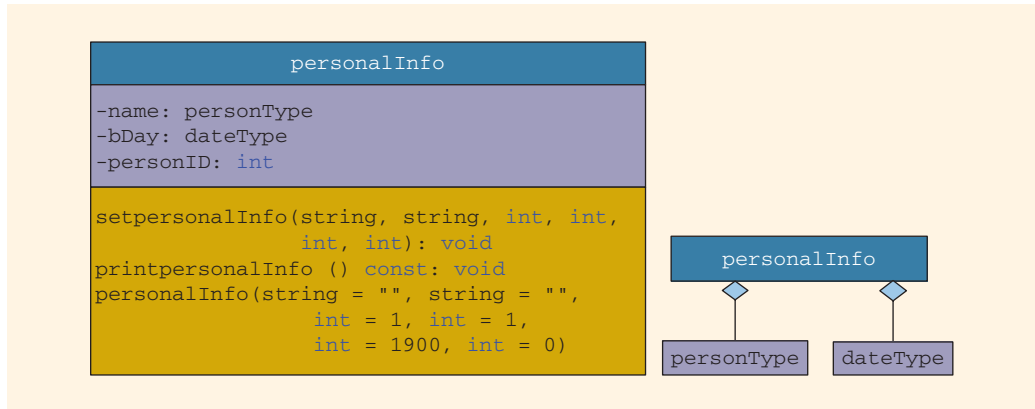 personalInfo
-name: personType
-bDay: dateType
-personID: int
setpersonalInfo(string, string, int, int,
int, int): void
printpersonalInfo () const: void
personalInfo(string = "", string = "",
int = 1, int = 1,
int = 1900, int = 0)
personalInfo
personType
dateType